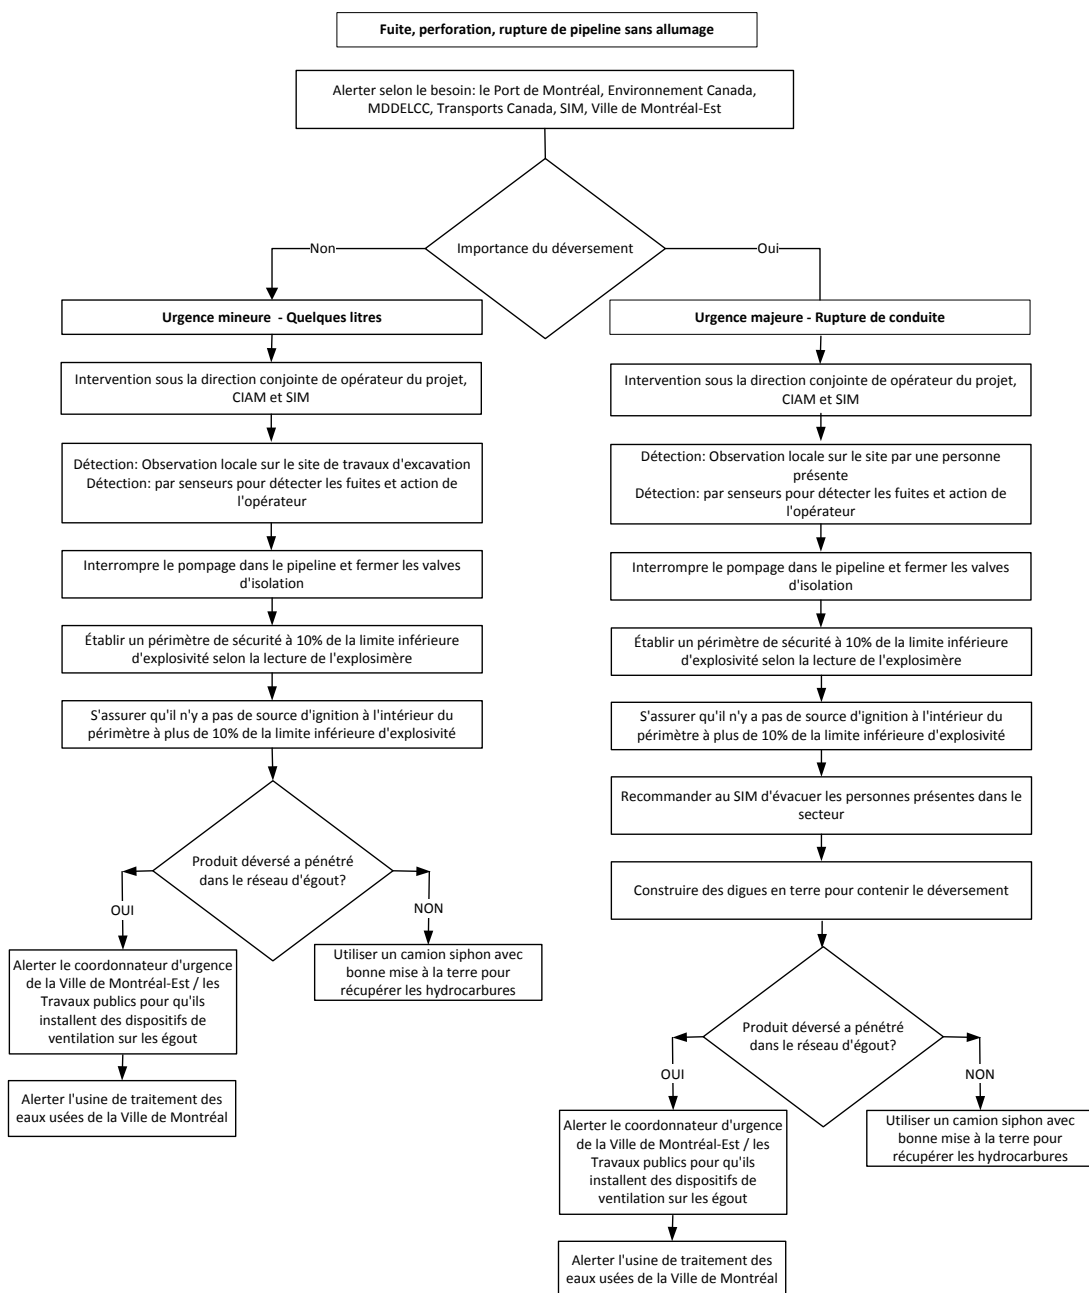 Fuite, perforation, rupture de pipeline sans allumage
Alerter selon le besoin: le Port de Montréal, Environnement Canada,
MDDELCC, Transports Canada, SIM, Ville de Montréal-Est
Importance du déversement
Non
Oui
Urgence mineure - Quelques litres
Intervention sous la direction conjointe de opérateur du projet,
CIAM et SIM
Détection: Observation locale sur le site de travaux d'excavation
Détection: par senseurs pour détecter les fuites et action de
l'opérateur
Interrompre le pompage dans le pipeline et fermer les valves
d'isolation
Établir un périmètre de sécurité à 10% de la limite inférieure
d'explosivité selon la lecture de l'explosimère
S'assurer qu'il n'y a pas de source d'ignition à l'intérieur du
périmètre à plus de 10% de la limite inférieure d'explosivité
Produit déversé a pénétré
dans le réseau d'égout?
OUI
NON
Alerter le coordonnateur d'urgence
de la Ville de Montréal-Est / les
Travaux publics pour qu'ils
installent des dispositifs de
ventilation sur les égout
Utiliser un camion siphon avec
bonne mise à la terre pour
récupérer les hydrocarbures
Alerter l'usine de traitement des
eaux usées de la Ville de Montréal
Urgence majeure - Rupture de conduite
Intervention sous la direction conjointe de opérateur du projet,
CIAM et SIM
Détection: Observation locale sur le site par une personne
présente
Détection: par senseurs pour détecter les fuites et action de
l'opérateur
Interrompre le pompage dans le pipeline et fermer les valves
d'isolation
Établir un périmètre de sécurité à 10% de la limite inférieure
d'explosivité selon la lecture de l'explosimère
S'assurer qu'il n'y a pas de source d'ignition à l'intérieur du
périmètre à plus de 10% de la limite inférieure d'explosivité
Recommander au SIM d'évacuer les personnes présentes dans le
secteur
Construire des digues en terre pour contenir le déversement
Produit déversé a pénétré
dans le réseau d'égout?
OUI
NON
Alerter le coordonnateur d'urgence
de la Ville de Montréal-Est / les
Travaux publics pour qu'ils
installent des dispositifs de
ventilation sur les égout
Utiliser un camion siphon avec
bonne mise à la terre pour
récupérer les hydrocarbures
Alerter l'usine de traitement des
eaux usées de la Ville de Montréal